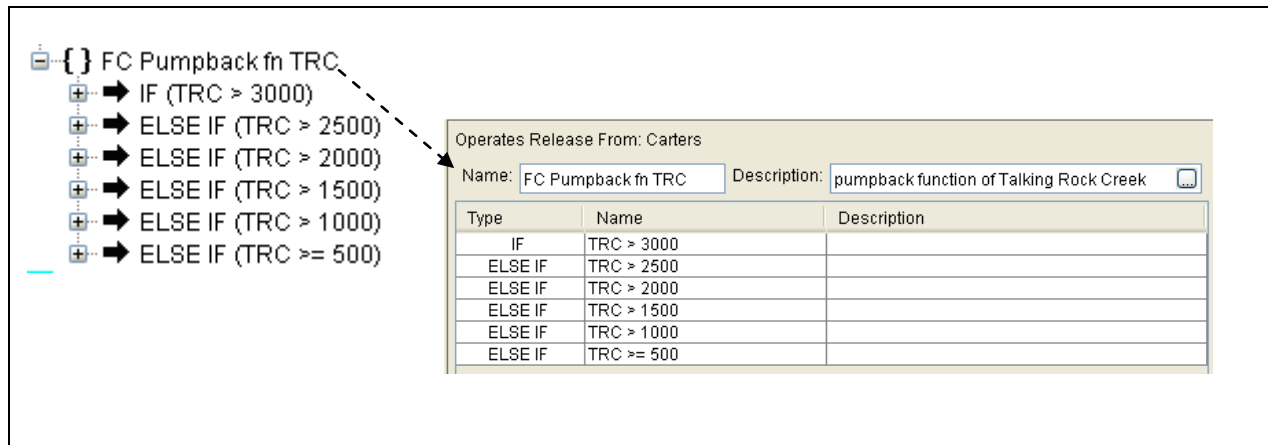 { } FC Pumpback fn TRC
IF (TRC > 3000)
ELSE IF (TRC > 2500)
ELSE IF (TRC > 2000)
ELSE IF (TRC > 1500)
ELSE IF (TRC > 1000)
ELSE IF (TRC >= 500)
Operates Release From: Carters
Name: FC Pumpback fn TRC Description: pumpback function of Talking Rock Creek ...
Type Name Description
IF TRC > 3000
ELSE IF TRC > 2500
ELSE IF TRC > 2000
ELSE IF TRC > 1500
ELSE IF TRC > 1000
ELSE IF TRC >= 500